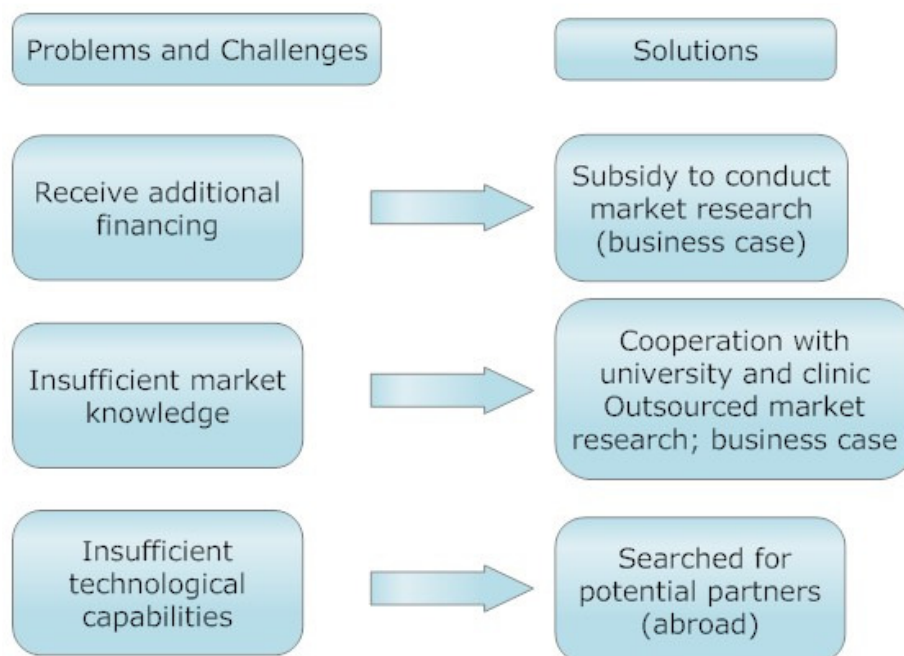 Problems and Challenges
Solutions
Receive additional
financing
Subsidy to conduct
market research
(business case)
Insufficient market
knowledge
Cooperation with
university and clinic
Outsourced market
research; business case
Insufficient
technological
capabilities
Searched for
potential partners
(abroad)